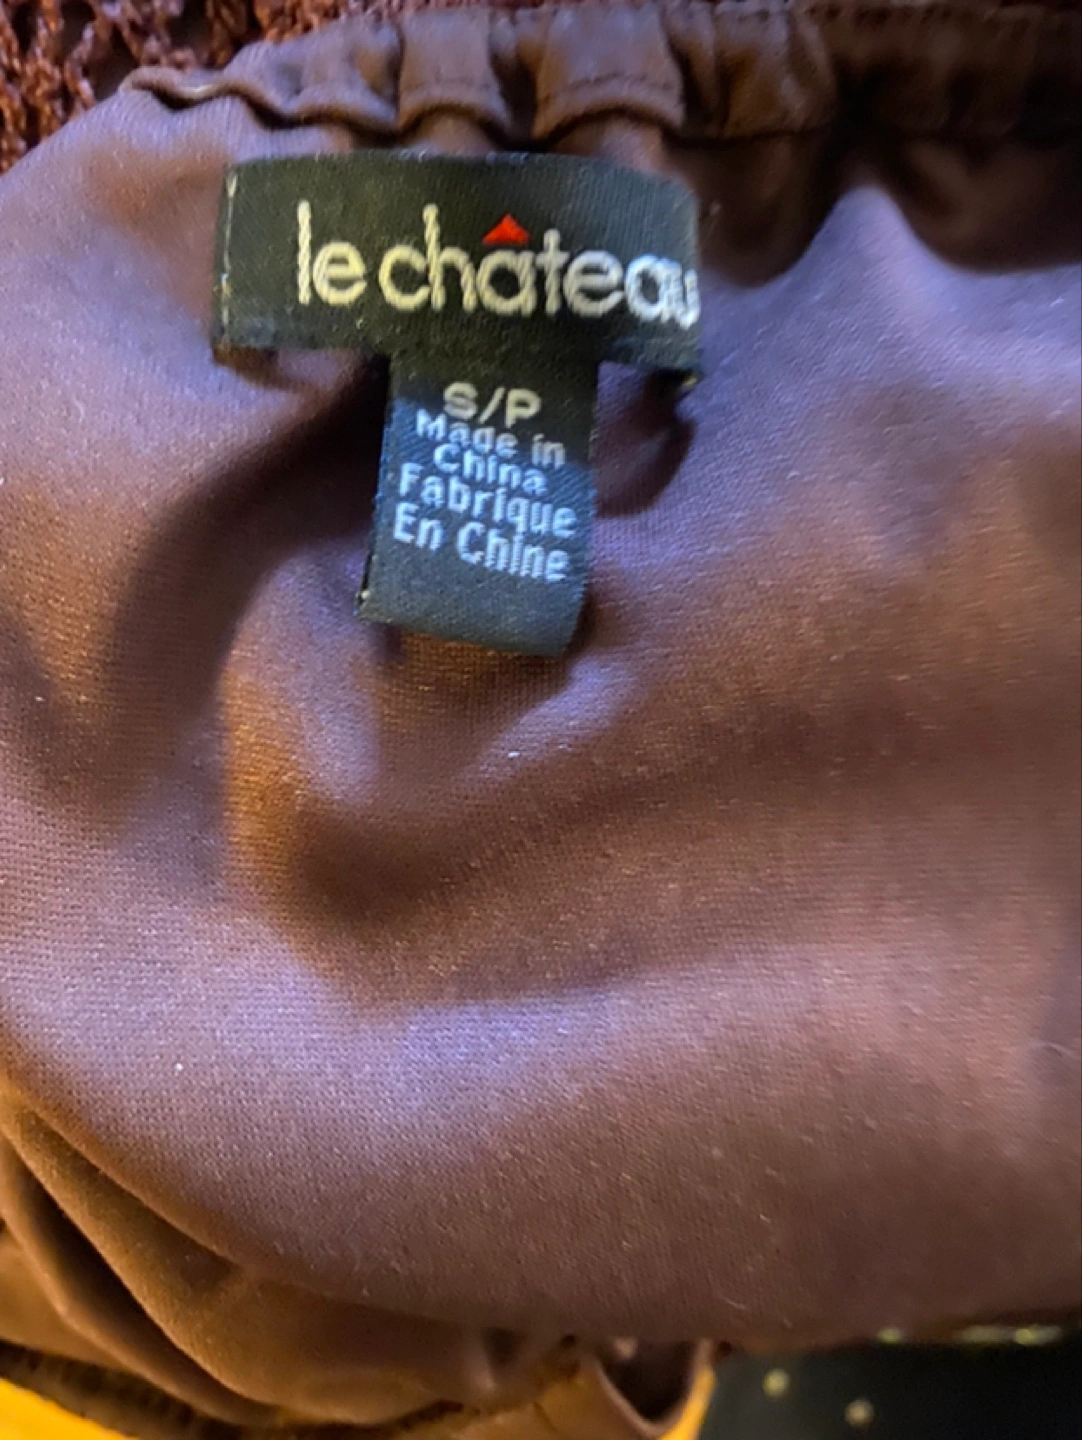 le château
S/P
Made in
China
Fabrique
En Chine